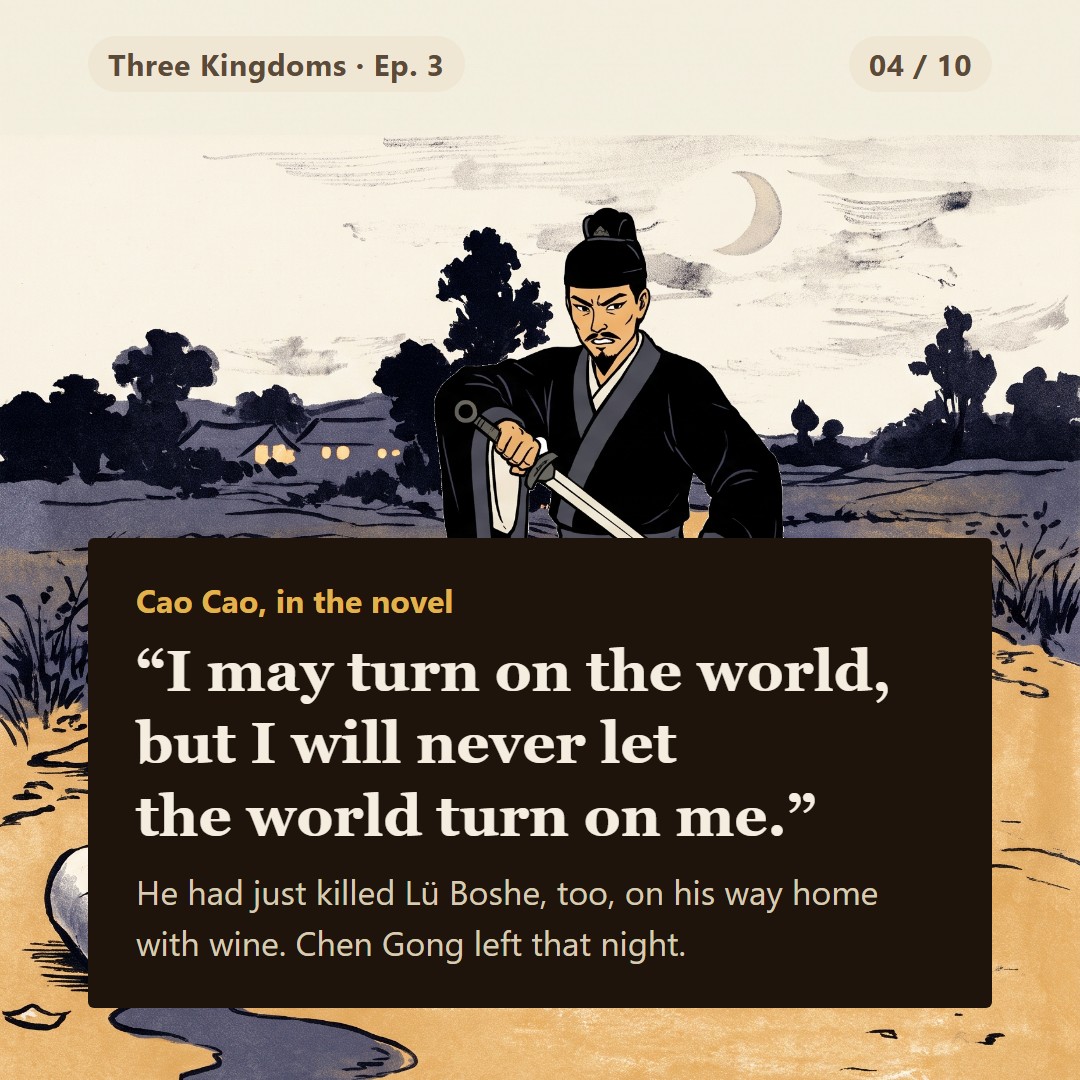 Three Kingdoms · Ep. 3
04 / 10
Cao Cao, in the novel
“I may turn on the world,
but I will never let
the world turn on me.”
He had just killed Lü Boshe, too, on his way home
with wine. Chen Gong left that night.